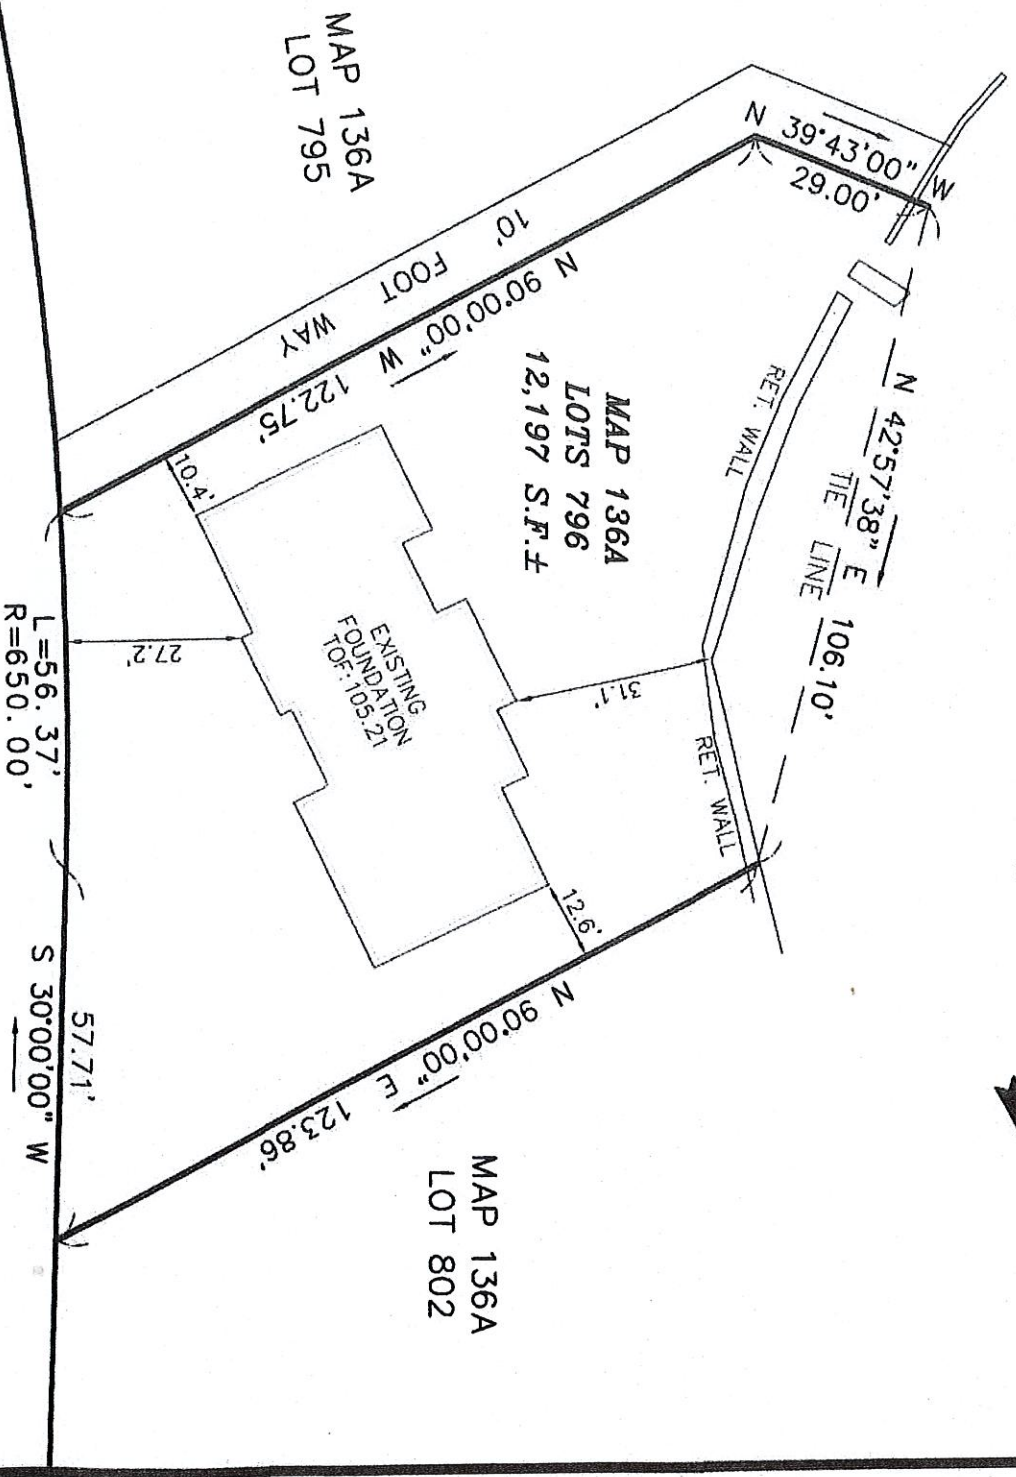 MAP 136A
LOT 795
N 39°43'00" W
29.00'
10' FOOT WAY
N 90°00'00" W 122.75'
MAP 136A
LOTS 796
12,197 S.F.±
RET. WALL
N 42°57'38" E 106.10'
TIE LINE
10.4'
27.2'
EXISTING
FOUNDATION
TOF: 105.21
31.1'
RET. WALL
12.6'
L=56.37'
R=650.00'
57.71'
S 30°00'00" W
N 90°00'00" E 123.86'
MAP 136A
LOT 802